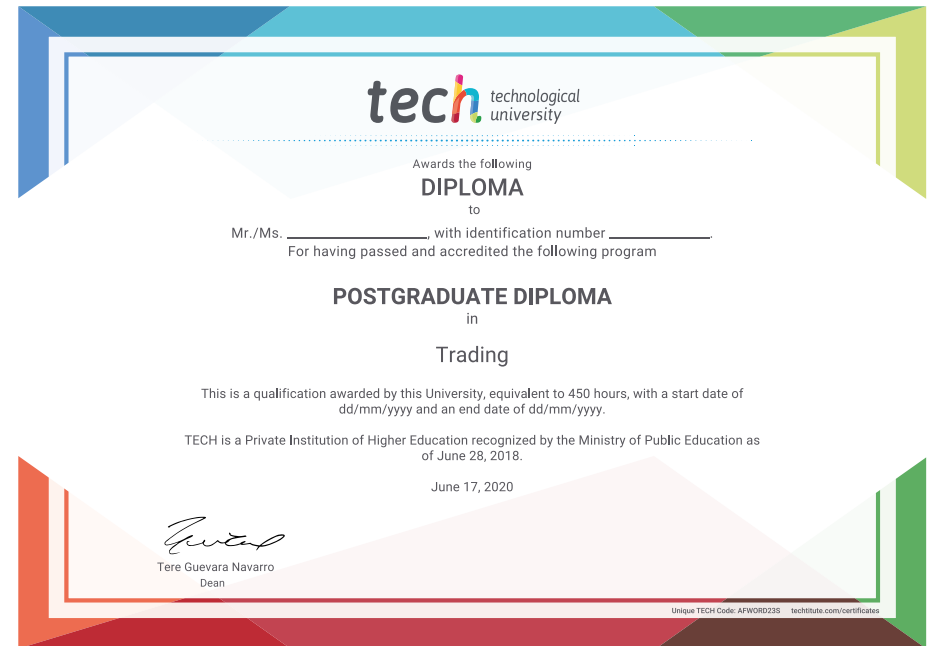 tech technological
university
Awards the following
DIPLOMA
to
Mr./Ms. ____________, with identification number ____________.
For having passed and accredited the following program
POSTGRADUATE DIPLOMA
in
Trading
This is a qualification awarded by this University, equivalent to 450 hours, with a start date of
dd/mm/yyyy and an end date of dd/mm/yyyy.
TECH is a Private Institution of Higher Education recognized by the Ministry of Public Education as
of June 28, 2018.
June 17, 2020
Tere Guevara Navarro
Dean
Unique TECH Code: AFWORD23S techtitute.com/certificates